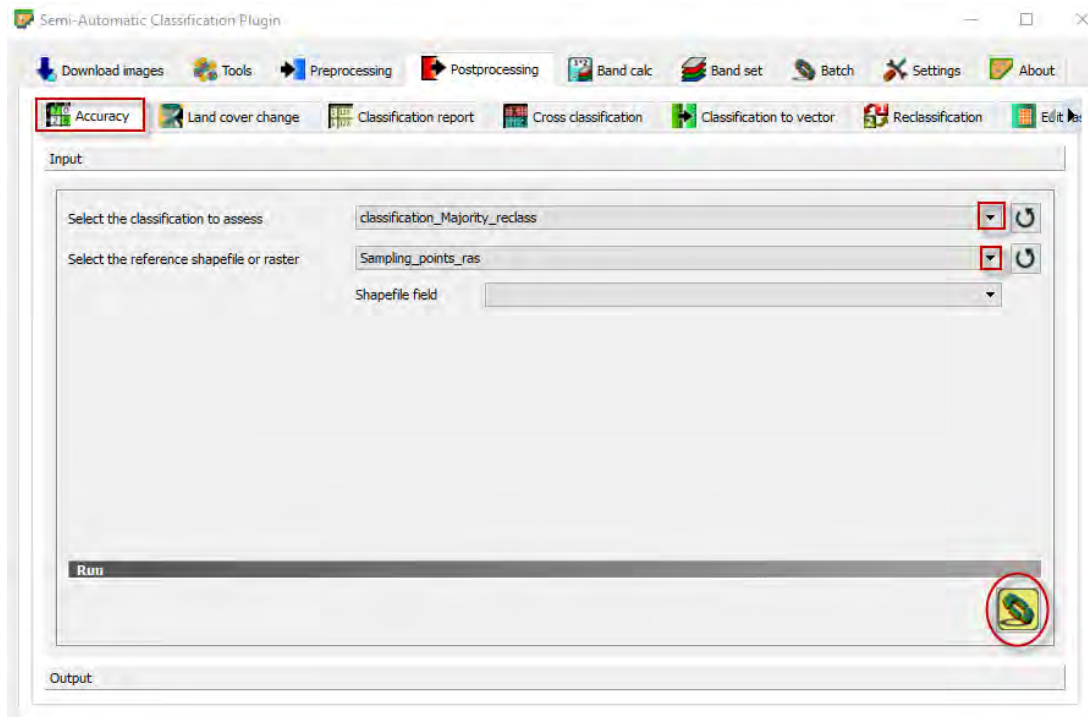 Semi-Automatic Classification Plugin
Download images Tools Preprocessing Postprocessing Band calc Band set Batch Settings About
Accuracy Land cover change Classification report Cross classification Classification to vector Reclassification Edit
Input
Select the classification to assess classification_Majority_reclass
Select the reference shapefile or raster Sampling_points_ras
Shapefile field
Run
Output